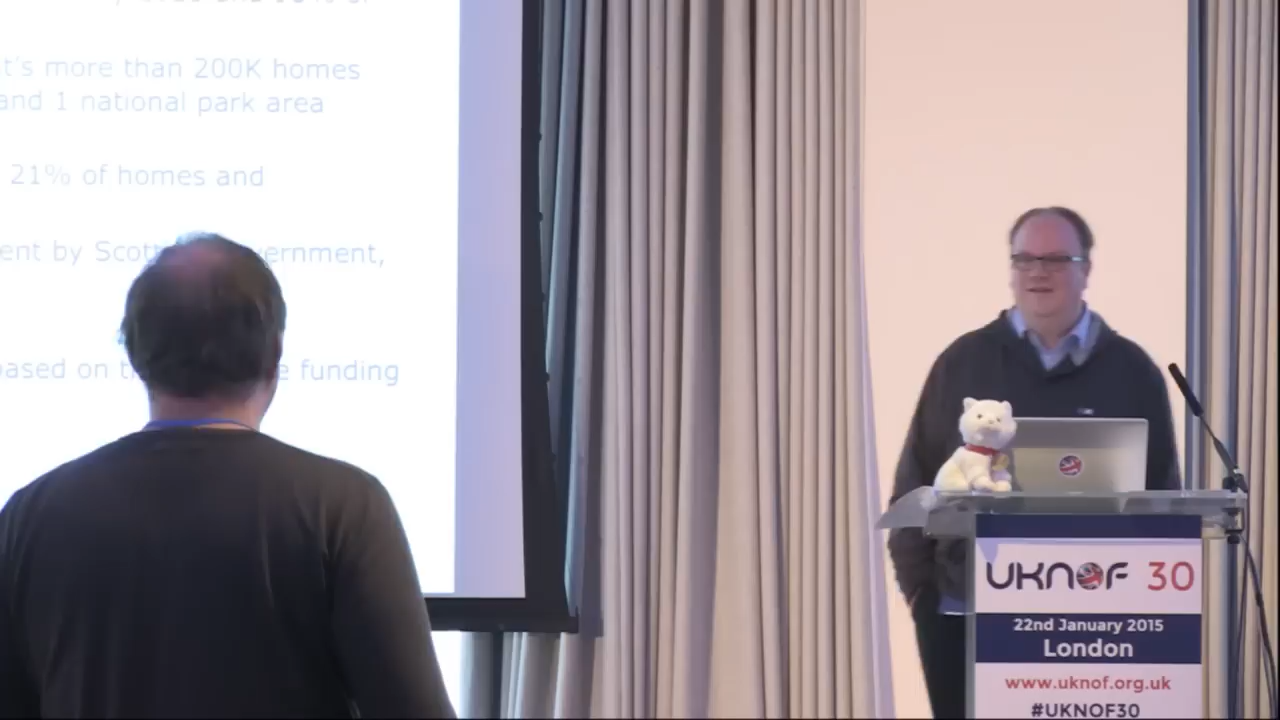 t's more than 200K homes
and 1 national park area
21% of homes and
ent by Scott ernment,
ased on t e funding
UKNOF 30
22nd January 2015
London
www.uknof.org.uk
#UKNOF30